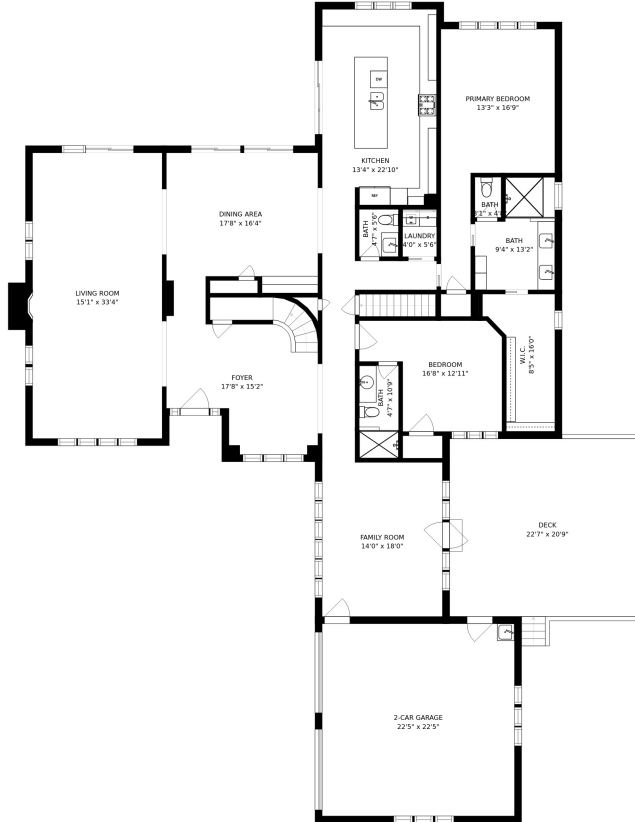 DW
PRIMARY BEDROOM
13'3" x 16'9"
KITCHEN
13'4" x 22'10"
REF
BATH
DINING AREA
17'8" x 16'4"
BATH
4'7" x 5'6"
LAUNDRY
4'0" x 5'6"
BATH
9'4" x 13'2"
LIVING ROOM
15'1" x 33'4"
W.I.C.
8'5" x 16'0"
BEDROOM
16'8" x 12'11"
FOYER
17'8" x 15'2"
BATH
4'7" x 10'9"
DECK
22'7" x 20'9"
FAMILY ROOM
14'0" x 18'0"
2-CAR GARAGE
22'5" x 22'5"